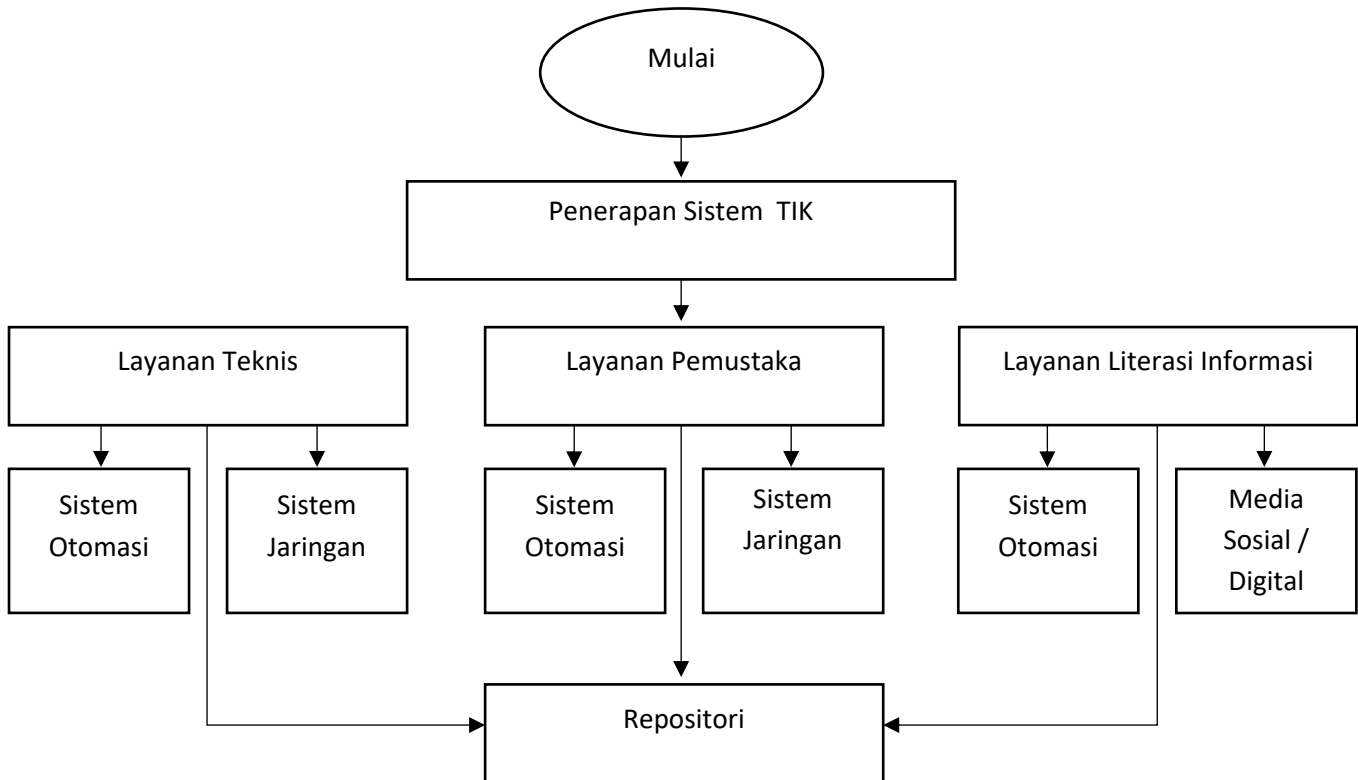 Mulai
Penerapan Sistem  TIK
Layanan Teknis
Layanan Pemustaka
Layanan Literasi Informasi
Sistem
Otomasi
Sistem
Jaringan
Sistem
Otomasi
Sistem
Jaringan
Sistem
Otomasi
Media
Sosial /
Digital
Repositori